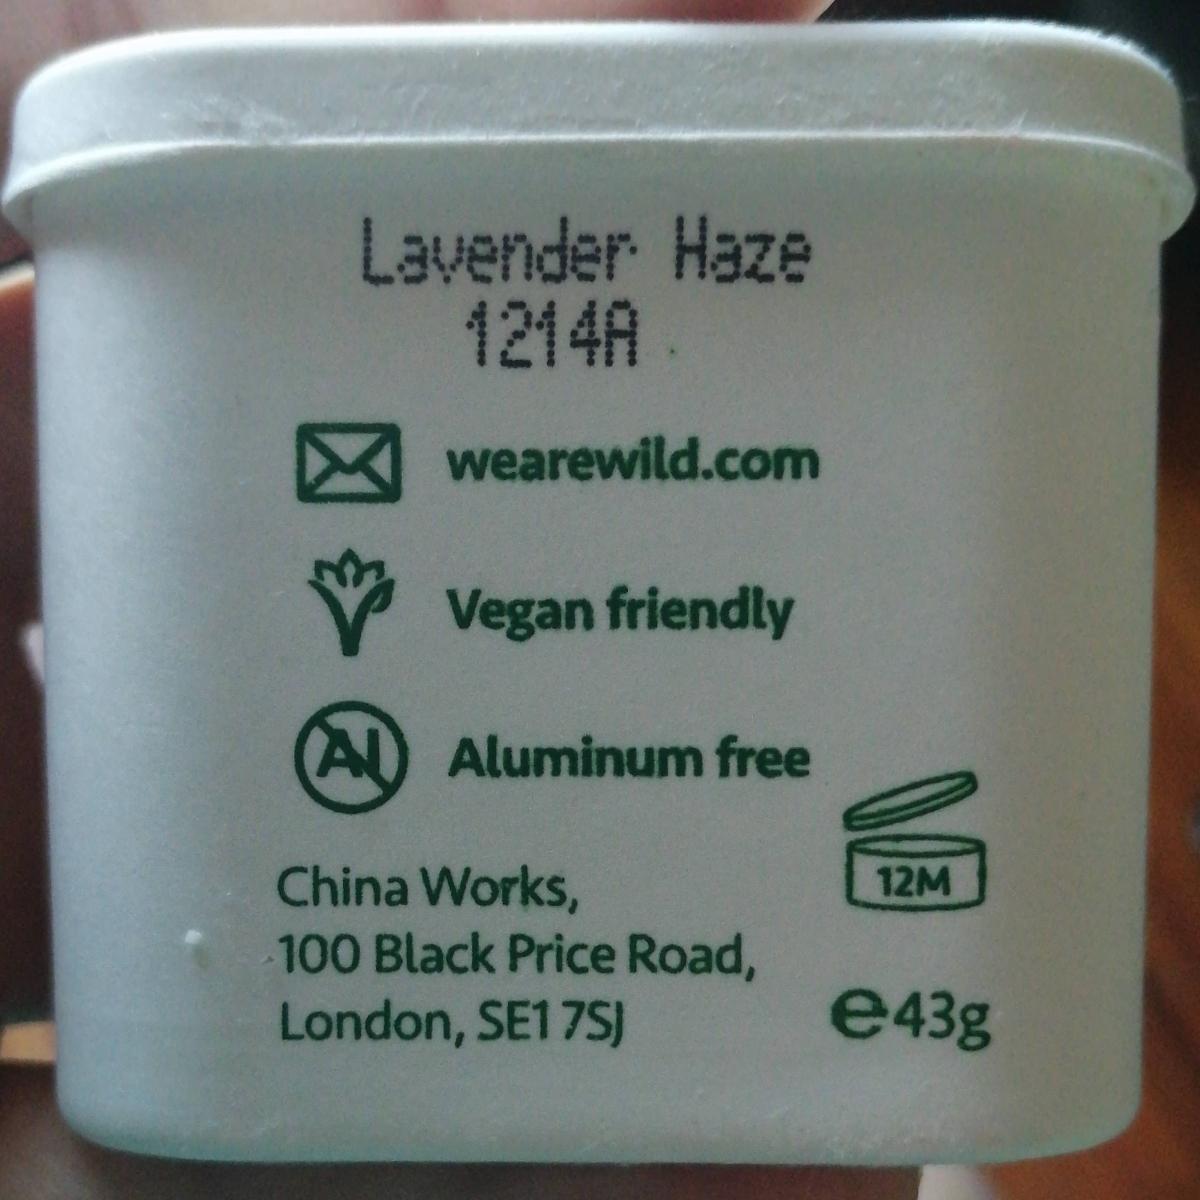 Lavender Haze
1214A
wearewild.com
Vegan friendly
Al
Aluminum free
China Works,
100 Black Price Road,
London, SE1 7SJ
12M
e43g